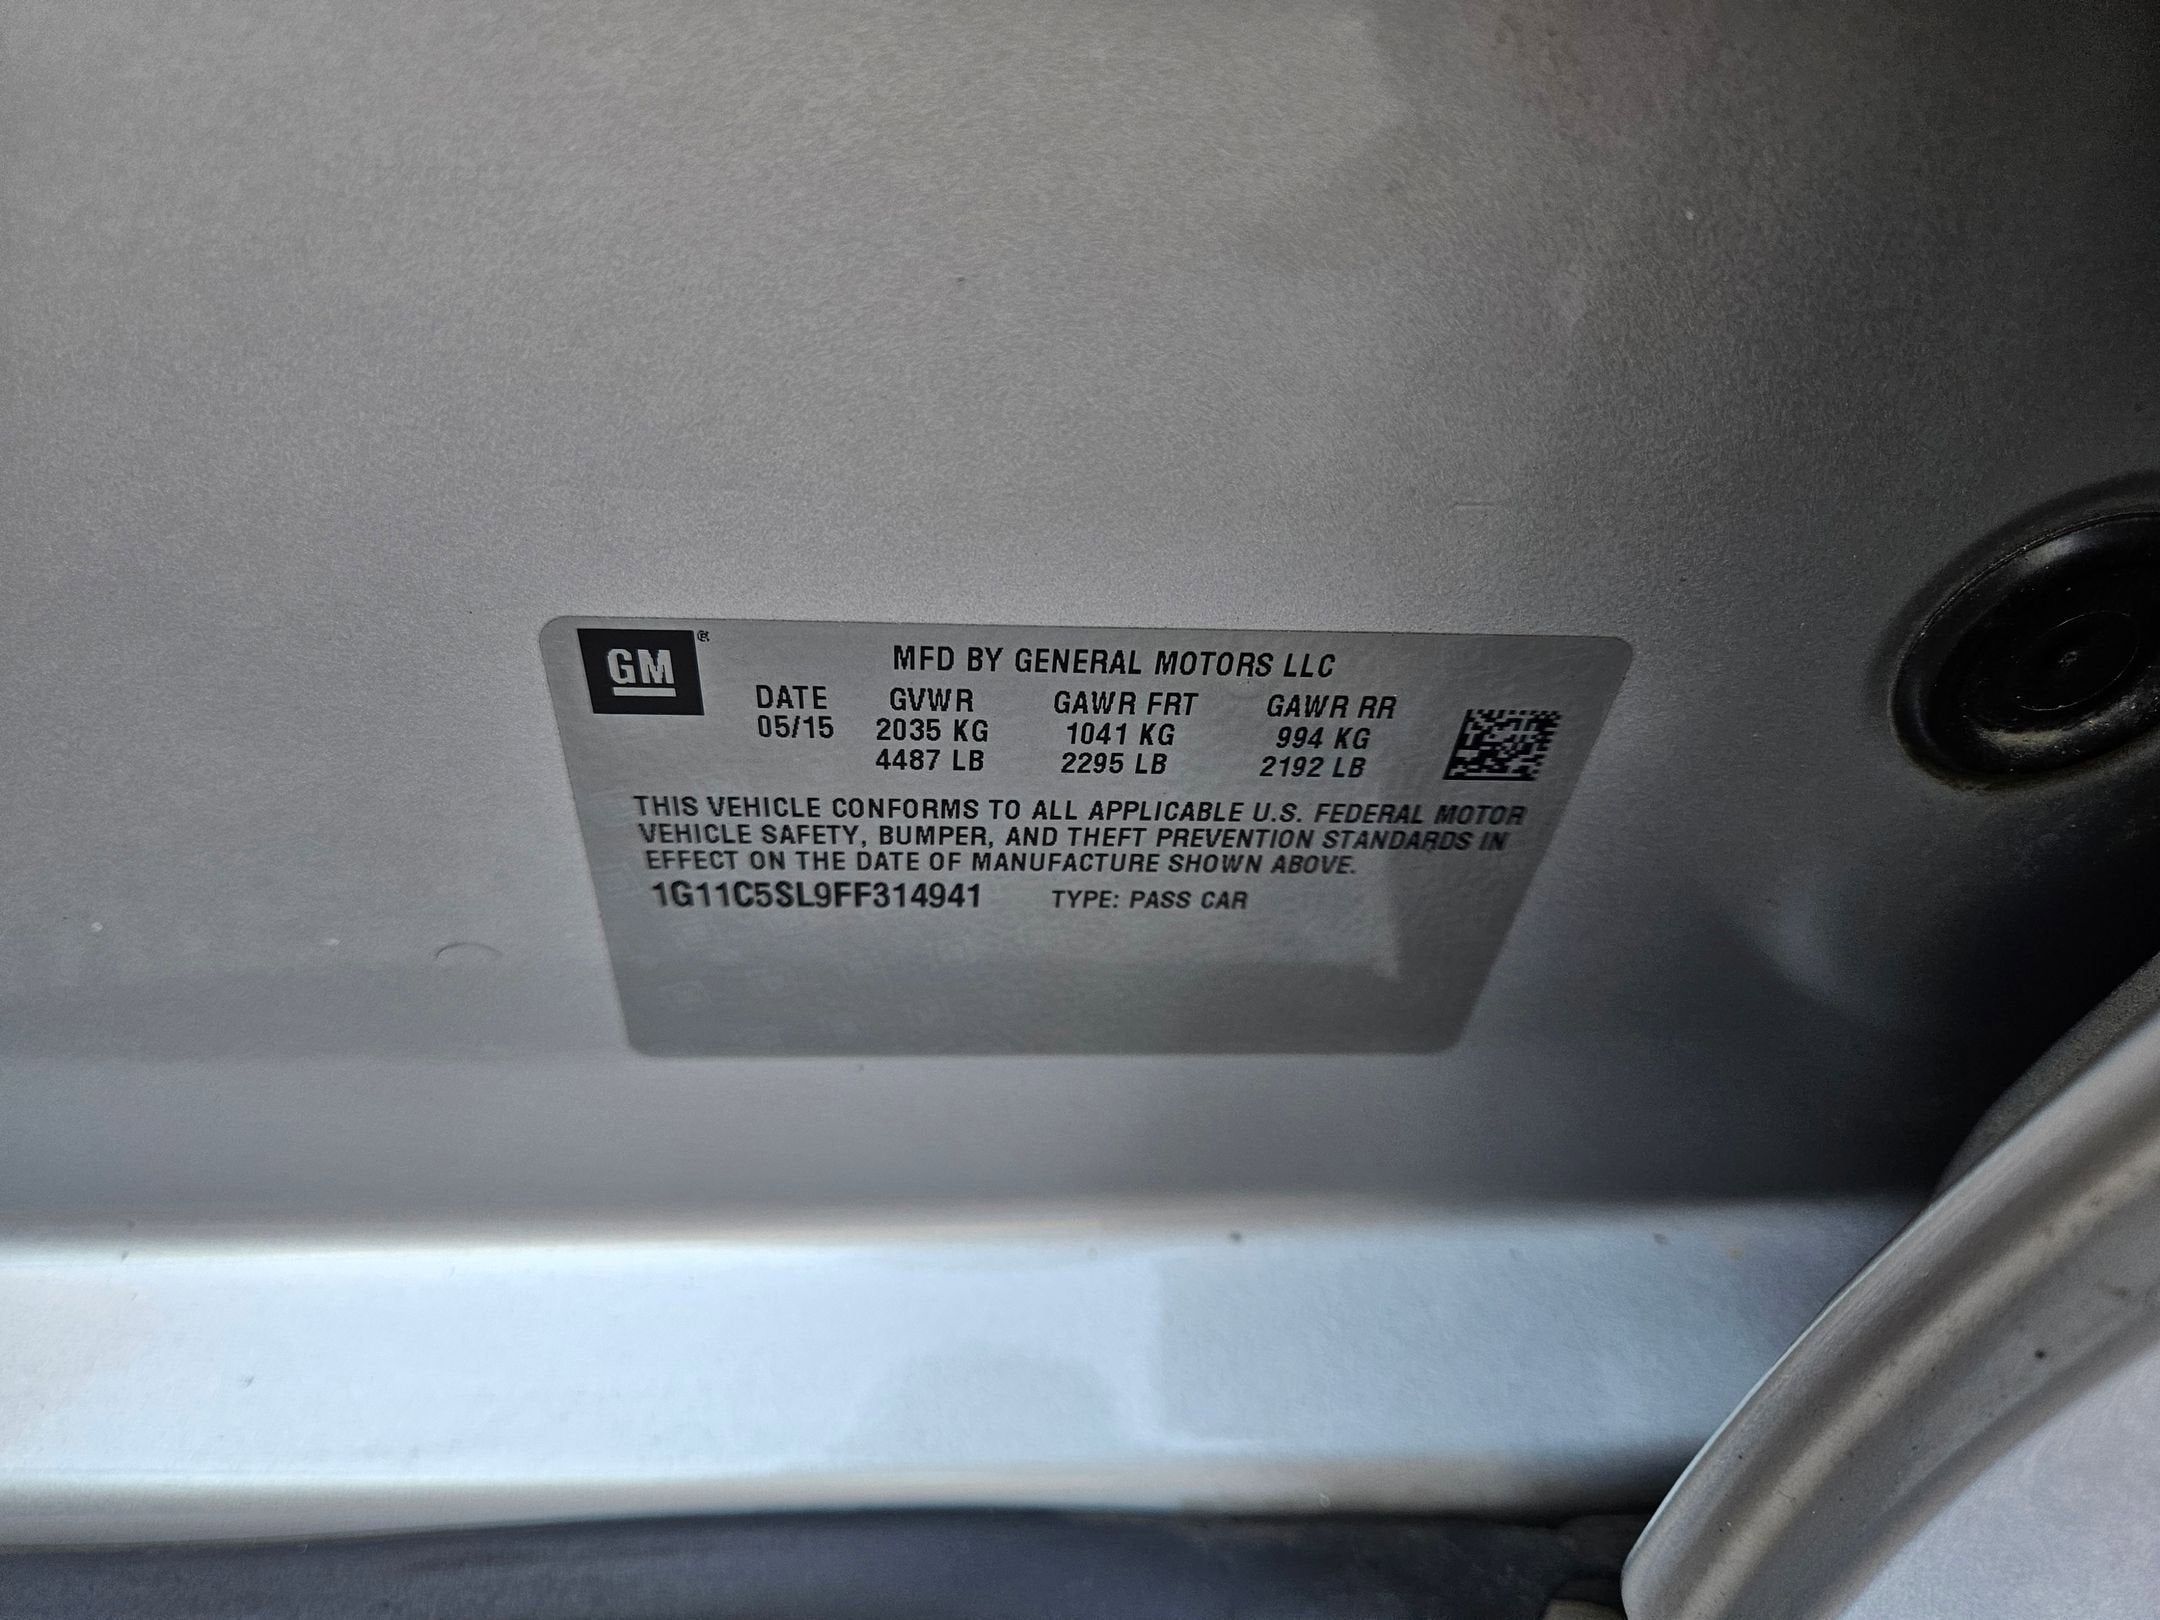 GM®
MFD BY GENERAL MOTORS LLC
DATE GVWR GAWR FRT GAWR RR
05/15 2035 KG 1041 KG 994 KG
4487 LB 2295 LB 2192 LB
THIS VEHICLE CONFORMS TO ALL APPLICABLE U.S. FEDERAL MOTOR
VEHICLE SAFETY, BUMPER, AND THEFT PREVENTION STANDARDS IN
EFFECT ON THE DATE OF MANUFACTURE SHOWN ABOVE.
1G11C5SL9FF314941 TYPE: PASS CAR